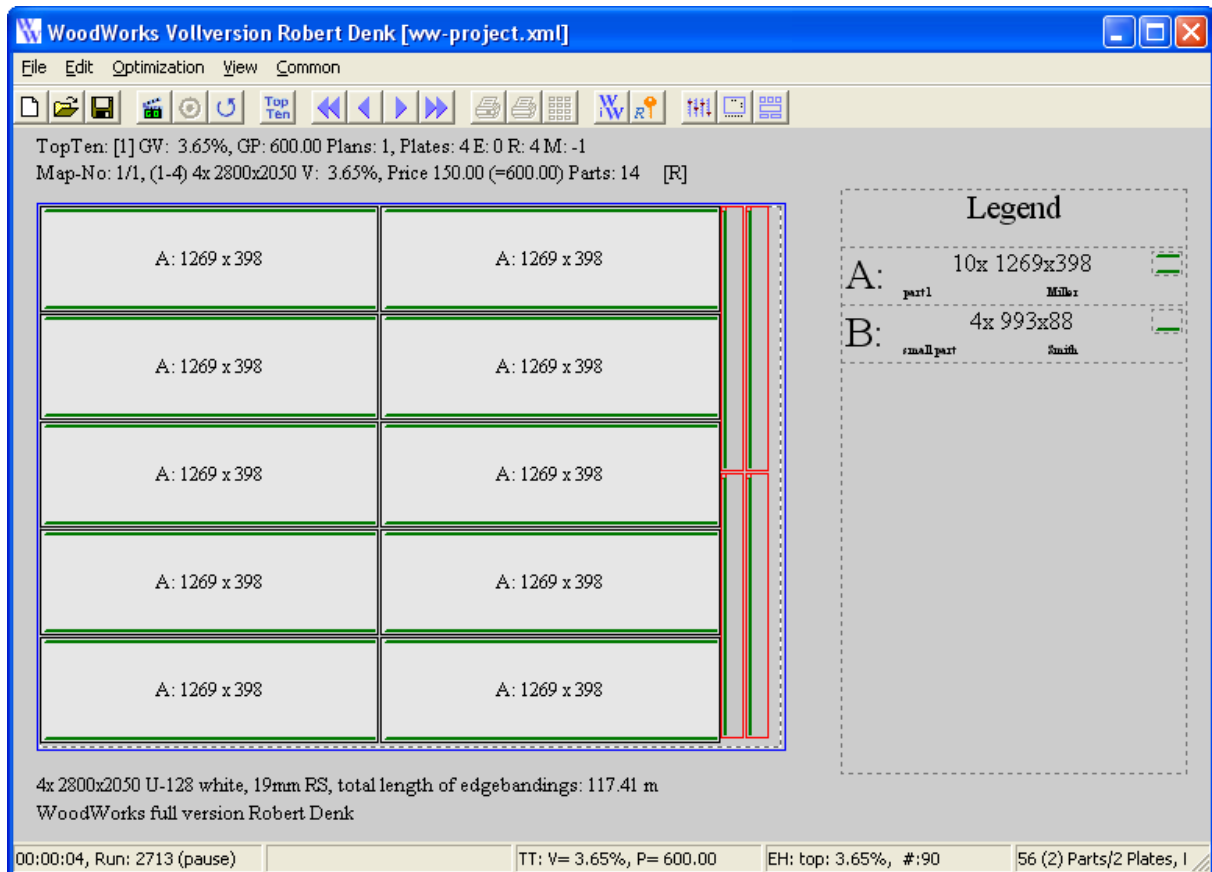 WoodWorks Vollversion Robert Denk [ww-project.xml]
File Edit Optimization View Common
Top Ten
TopTen: [1] GV: 3.65%, GP: 600.00 Plans: 1, Plates: 4 E: 0 R: 4 M: -1
Map-No: 1/1, (1-4) 4x 2800x2050 V: 3.65%, Price 150.00 (=600.00) Parts: 14 [R]
A: 1269 x 398 A: 1269 x 398
A: 1269 x 398 A: 1269 x 398
A: 1269 x 398 A: 1269 x 398
A: 1269 x 398 A: 1269 x 398
A: 1269 x 398 A: 1269 x 398
Legend
A: 10x 1269x398
part1 Miller
B: 4x 993x88
small part Smith
4x 2800x2050 U-128 white, 19mm RS, total length of edgebandings: 117.41 m
WoodWorks full version Robert Denk
00:00:04, Run: 2713 (pause) TT: V= 3.65%, P= 600.00 EH: top: 3.65%, #:90 56 (2) Parts/2 Plates, I